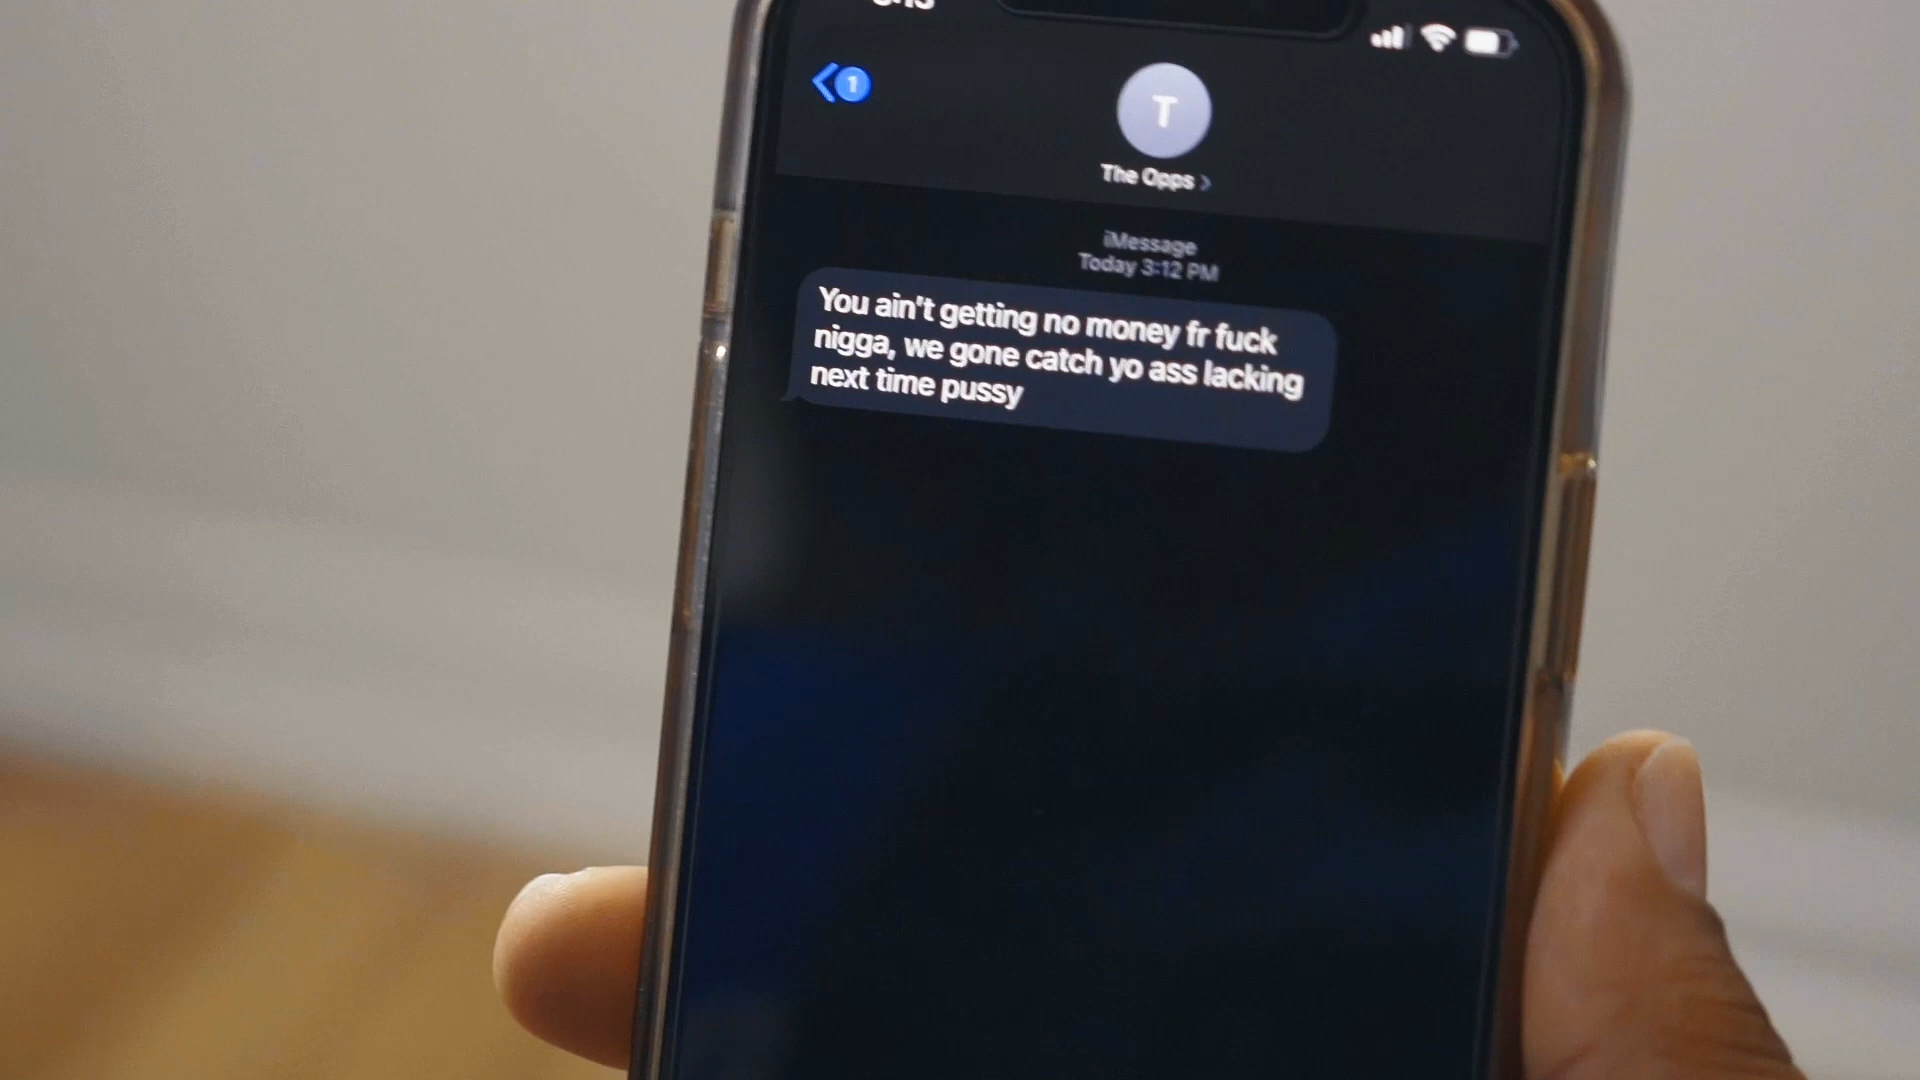 1
T
The Opps
iMessage
Today 3:12 PM
You ain't getting no money fr fuck
nigga, we gone catch yo ass lacking
next time pussy